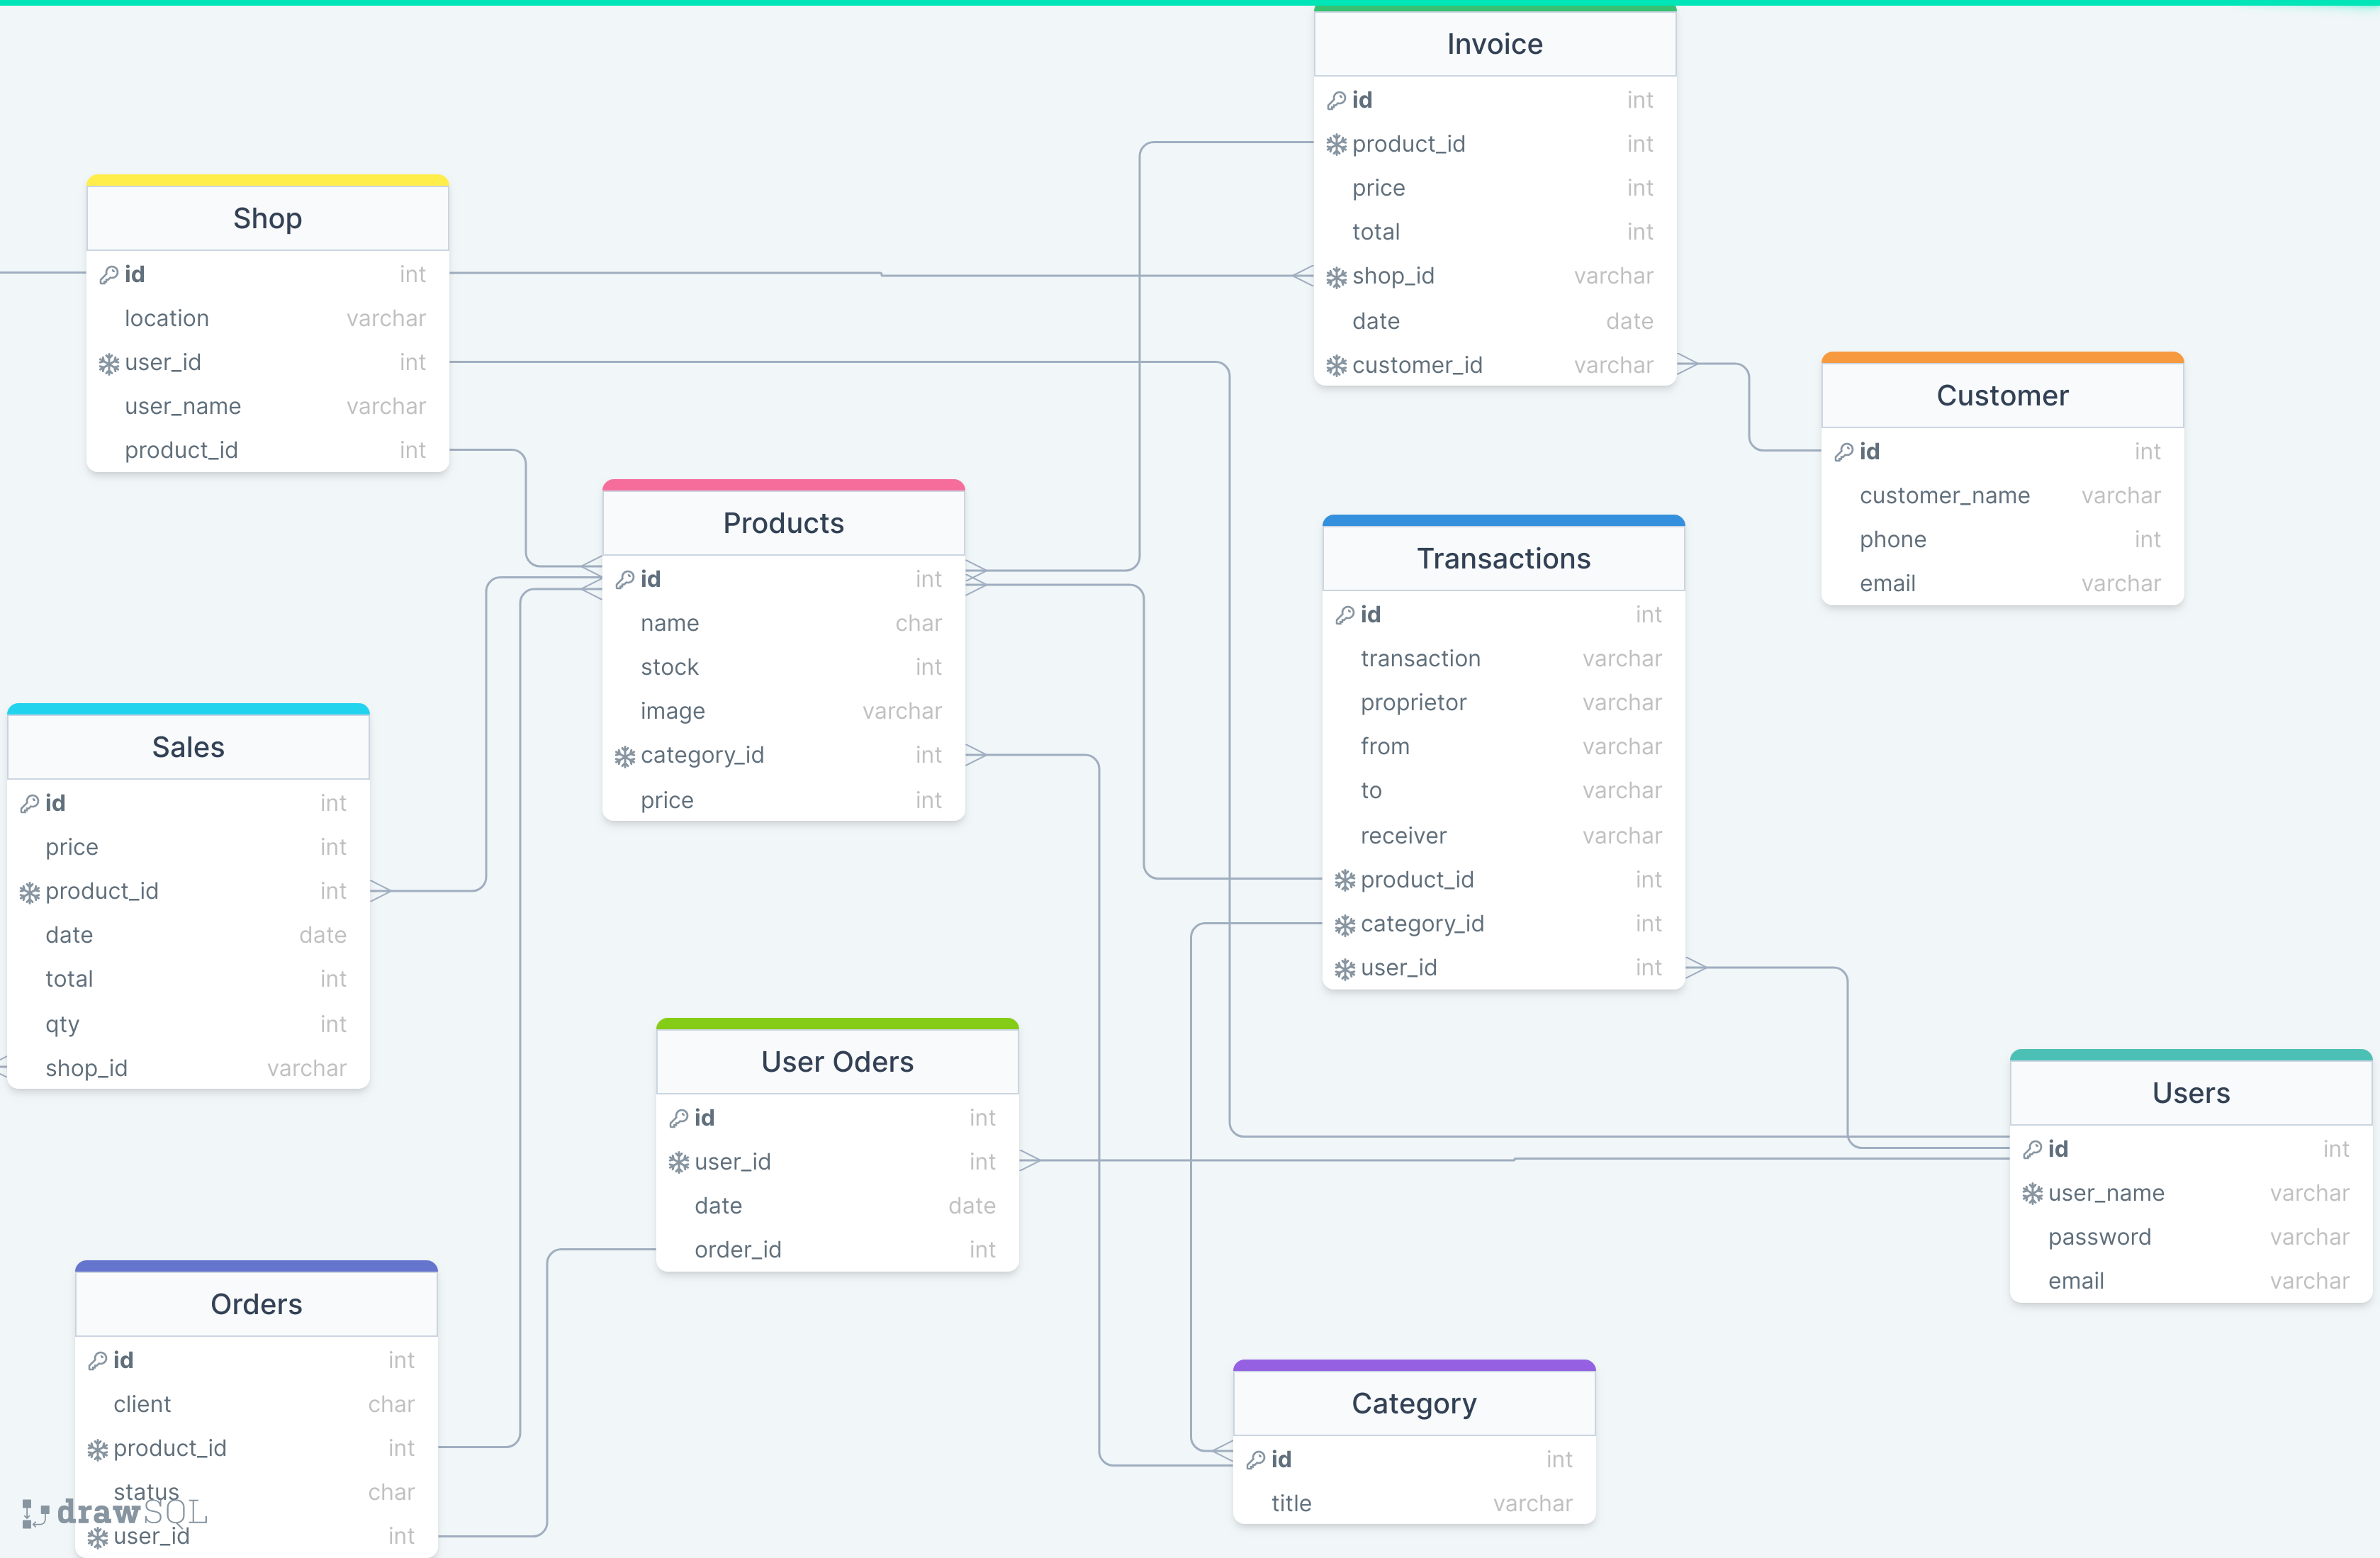 Invoice
id int
product_id int
price int
total int
shop_id varchar
date date
customer_id varchar
Shop
id int
location varchar
user_id int
user_name varchar
product_id int
Customer
id int
customer_name varchar
phone int
email varchar
Products
id int
name char
stock int
image varchar
category_id int
price int
Transactions
id int
transaction varchar
proprietor varchar
from varchar
to varchar
receiver varchar
product_id int
category_id int
user_id int
Sales
id int
price int
product_id int
date date
total int
qty int
shop_id varchar
User Oders
id int
user_id int
date date
order_id int
Users
id int
user_name varchar
password varchar
email varchar
Orders
id int
client char
product_id int
status char
user_id int
Category
id int
title varchar
drawSQL